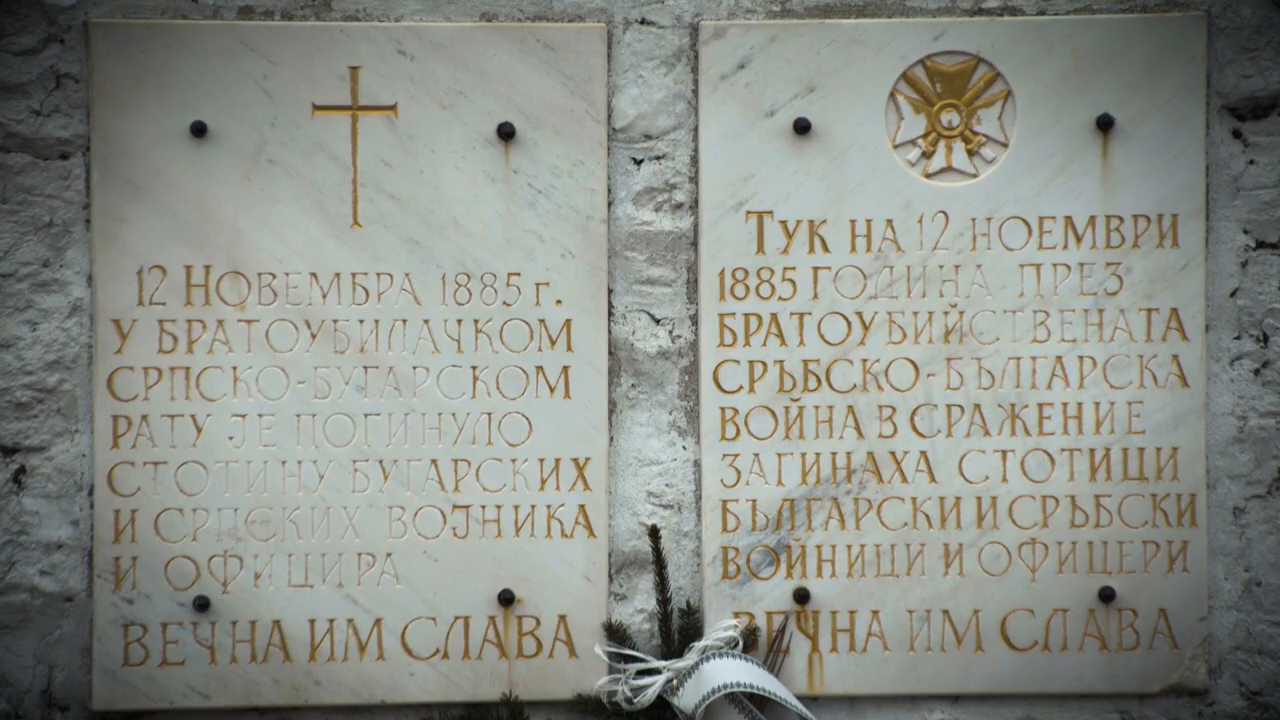 12 НОВЕМБРА 1885 г.
У БРАТОУБИЛАЧКОМ
СРПСКО-БУГАРСКОМ
РАТУ ЈЕ ПОГИНУЛО
СТОТИНУ БУГАРСКИХ
И СРПСКИХ ВОЈНИКА
И ОФИЦИРА
ВЕЧНА ИМ СЛАВА
ТУК НА 12 НОЕМВРИ
1885 ГОДИНА ПРЕЗ
БРАТОУБИЙСТВЕНАТА
СРЪБСКО-БЪЛГАРСКА
ВОЙНА В СРАЖЕНИЕ
ЗАГИНАХА СТОТИЦИ
БЪЛГАРСКИ И СРЪБСКИ
ВОЙНИЦИ И ОФИЦЕРИ
ВЕЧНА ИМ СЛАВА